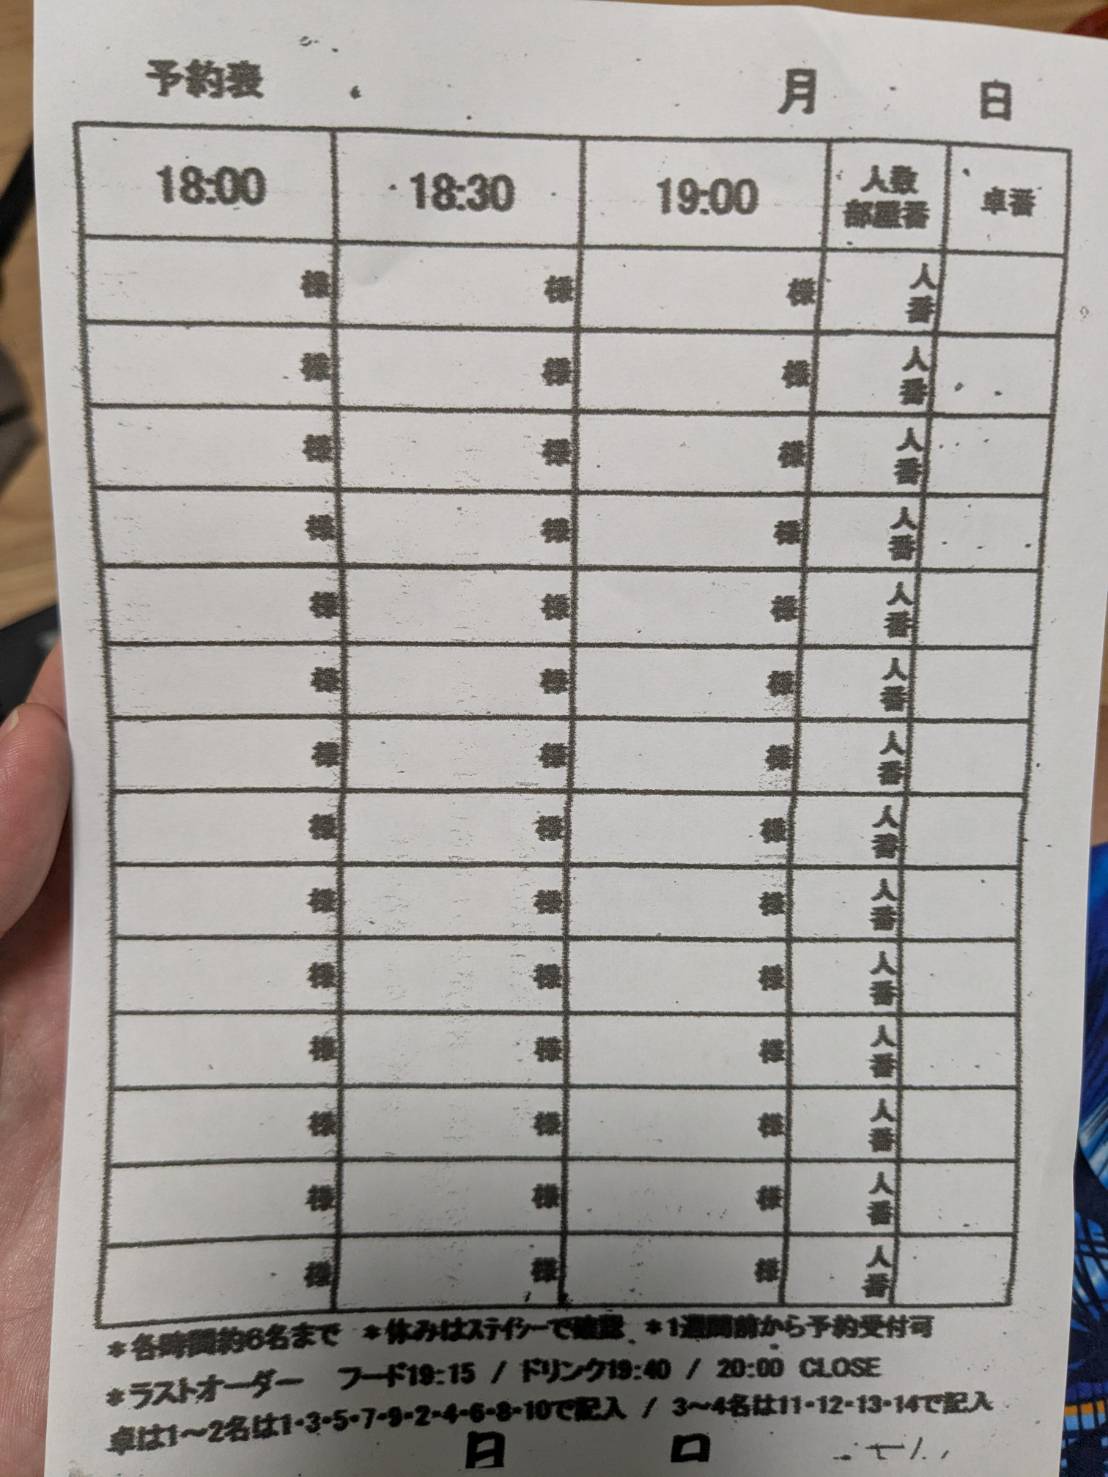 予約表 月 日
18:00 18:30 19:00 人数 部屋番 卓番
様 様 様 人 番
様 様 様 人 番
様 様 様 人 番
様 様 様 人 番
様 様 様 人 番
様 様 様 人 番
様 様 様 人 番
様 様 様 人 番
様 様 様 人 番
様 様 様 人 番
様 様 様 人 番
様 様 様 人 番
様 様 様 人 番
様 様 様 人 番
*各時間約6名まで *休みはステイシーで確認 *1週間前から予約受付可
*ラストオーダー フード19:15 / ドリンク19:40 / 20:00 CLOSE
卓は1～2名は1・3・5・7・9・2・4・6・8・10で記入 / 3～4名は11・12・13・14で記入